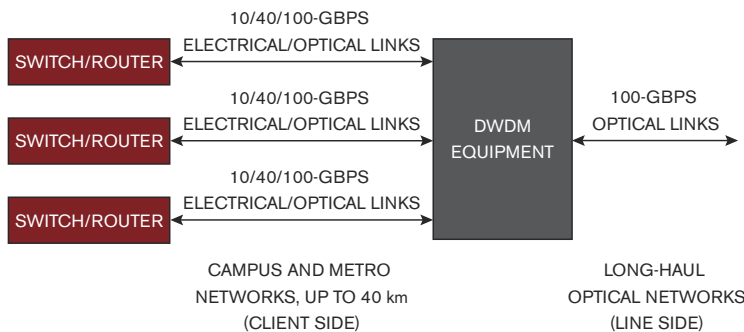 10/40/100-GBPS
ELECTRICAL/OPTICAL LINKS
SWITCH/ROUTER
10/40/100-GBPS
ELECTRICAL/OPTICAL LINKS
SWITCH/ROUTER
10/40/100-GBPS
ELECTRICAL/OPTICAL LINKS
SWITCH/ROUTER
DWDM
EQUIPMENT
100-GBPS
OPTICAL LINKS
CAMPUS AND METRO
NETWORKS, UP TO 40 km
(CLIENT SIDE)
LONG-HAUL
OPTICAL NETWORKS
(LINE SIDE)